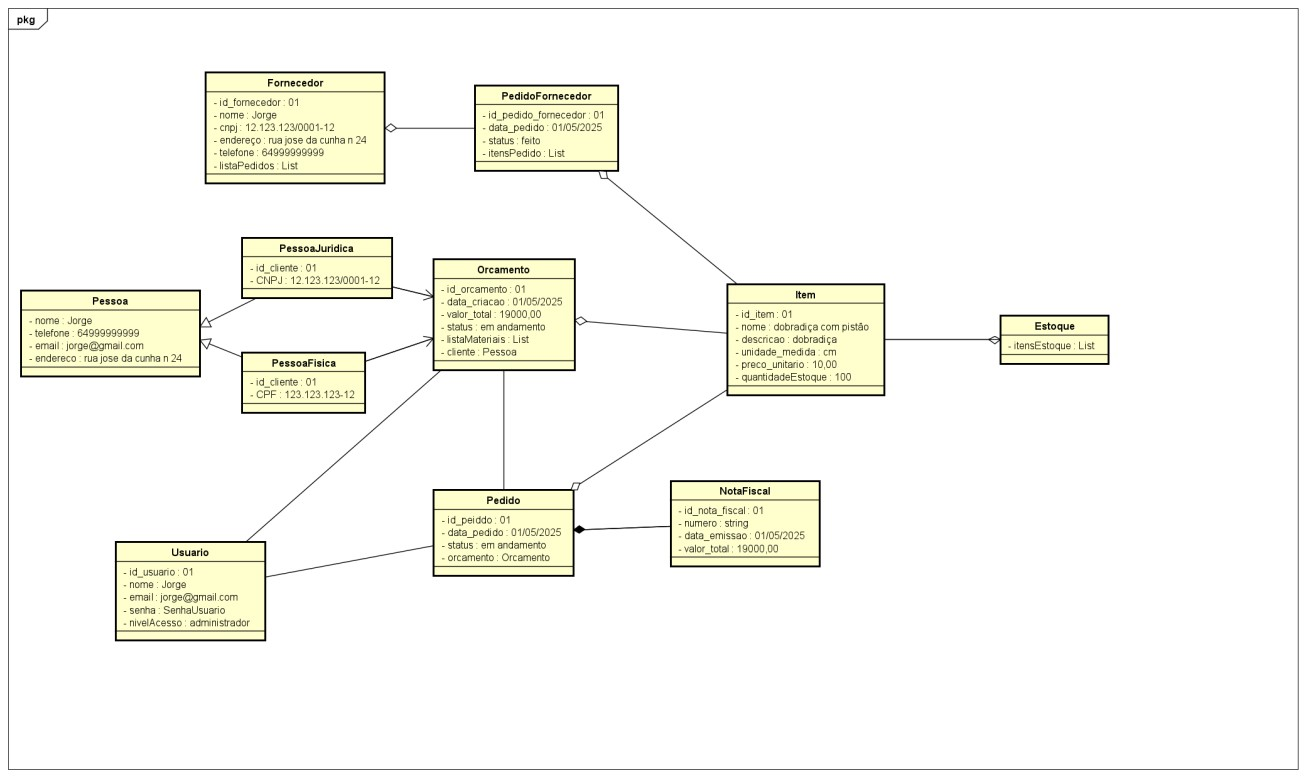 pkg
Fornecedor
- id_fornecedor : 01
- nome : Jorge
- cnpj : 12.123.123/0001-12
- endereço : rua jose da cunha n 24
- telefone : 64999999999
- listaPedidos : List
PedidoFornecedor
- id_pedido_fornecedor : 01
- data_pedido : 01/05/2025
- status : feito
- itensPedido : List
PessoaJuridica
- id_cliente : 01
- CNPJ : 12.123.123/0001-12
Pessoa
- nome : Jorge
- telefone : 64999999999
- email : jorge@gmail.com
- endereco : rua jose da cunha n 24
PessoaFisica
- id_cliente : 01
- CPF : 123.123.123-12
Orcamento
- id_orcamento : 01
- data_criacao : 01/05/2025
- valor_total : 19000,00
- status : em andamento
- listaMateriais : List
- cliente : Pessoa
Item
- id_item : 01
- nome : dobradiça com pistão
- descricao : dobradiça
- unidade_medida : cm
- preco_unitario : 10,00
- quantidadeEstoque : 100
Estoque
- itensEstoque : List
Pedido
- id_peiddo : 01
- data_pedido : 01/05/2025
- status : em andamento
- orcamento : Orcamento
NotaFiscal
- id_nota_fiscal : 01
- numero : string
- data_emissao : 01/05/2025
- valor_total : 19000,00
Usuario
- id_usuario : 01
- nome : Jorge
- email : jorge@gmail.com
- senha : SenhaUsuario
- nivelAcesso : administrador